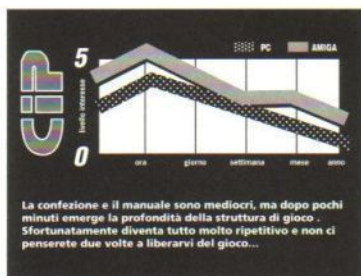 CiP
PC AMIGA
5
livello interesse
0
ora giorno settimana mese anno
La confezione e il manuale sono mediocri, ma dopo pochi
minuti emerge la profondità della struttura di gioco .
Sfortunatamente diventa tutto molto ripetitivo e non ci
penserete due volte a liberarvi del gioco...